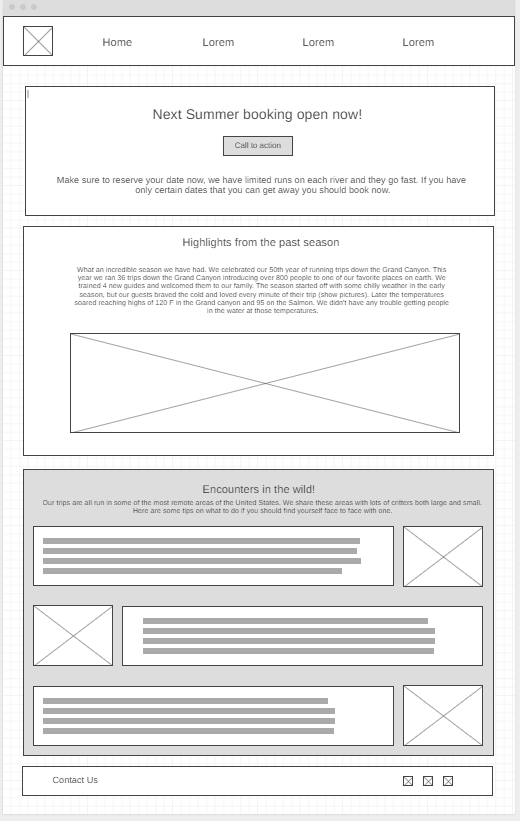 Home Lorem Lorem Lorem
Next Summer booking open now!
Call to action
Make sure to reserve your date now, we have limited runs on each river and they go fast. If you have
only certain dates that you can get away you should book now.
Highlights from the past season
What an incredible season we have had. We celebrated our 50th year of running trips down the Grand Canyon. This
year we ran 36 trips down the Grand Canyon introducing over 800 people to one of our favorite places on earth. We
trained 4 new guides and welcomed them to our family. The season started off with some chilly weather in the early
season, but our guests braved the cold and loved every minute of their trip (show pictures). Later the temperatures
soared reaching highs of 120 F in the Grand canyon and 95 on the Salmon. We didn't have any trouble getting people
in the water at those temperatures.
Encounters in the wild!
Our trips are all run in some of the most remote areas of the United States. We share these areas with lots of critters both large and small.
Here are some tips on what to do if you should find yourself face to face with one.
Contact Us